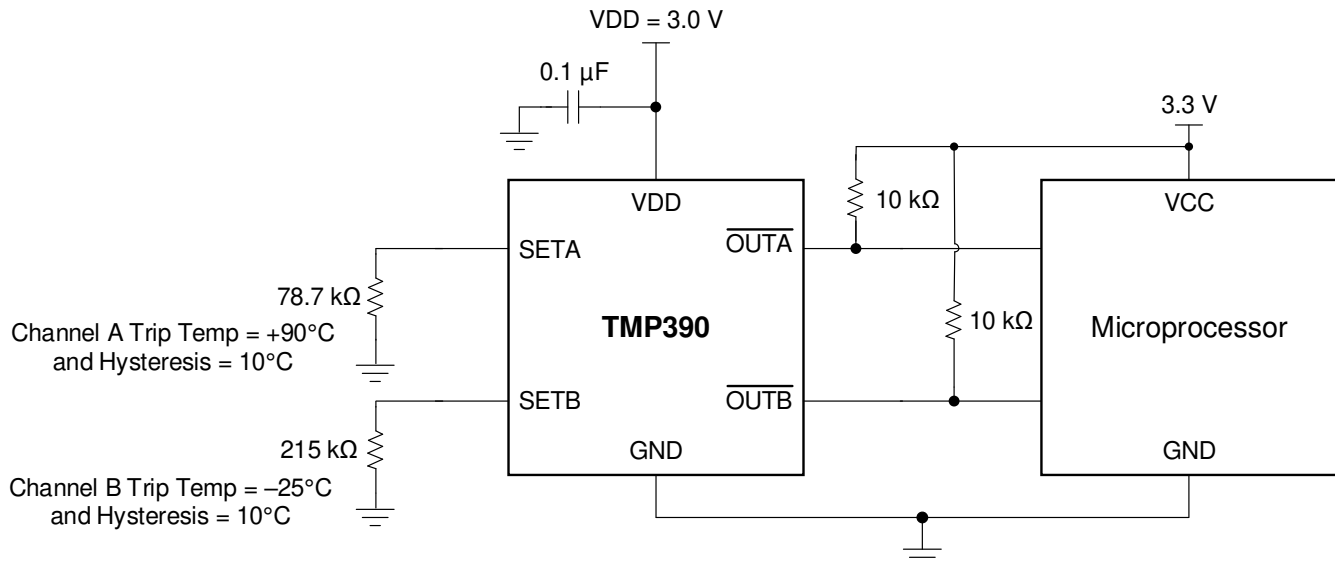 VDD = 3.0 V
0.1 µF
3.3 V
VDD
10 kΩ
VCC
SETA
OUTA
78.7 kΩ
Channel A Trip Temp = +90°C
and Hysteresis = 10°C
TMP390
10 kΩ
Microprocessor
SETB
OUTB
215 kΩ
GND
GND
Channel B Trip Temp = –25°C
and Hysteresis = 10°C